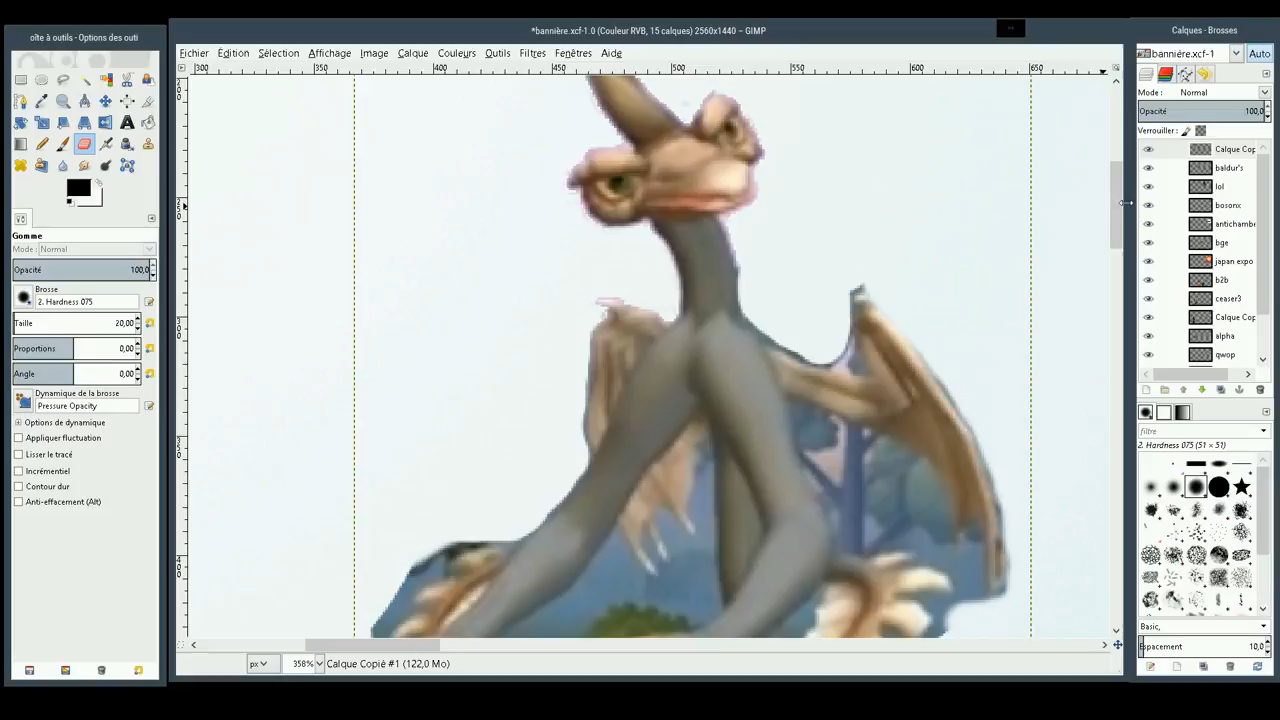 oîte à outils - Options des outi
*bannière.xcf-1.0 (Couleur RVB, 15 calques) 2560x1440 – GIMP
Calques - Brosses
Fichier Édition Sélection Affichage Image Calque Couleurs Outils Filtres Fenêtres Aide
bannière.xcf-1 Auto
300 350 400 450 500 550 600 650
Mode : Normal
Opacité 100,0
Verrouiller :
Calque Cop
baldur's
lol
bosonx
antichambr
bge
japan expo
b2b
ceaser3
Calque Cop
alpha
qwop
filtre
2. Hardness 075 (51 × 51)
Basic,
Espacement 10,0
Gomme
Mode : Normal
Opacité 100,0
Brosse
2. Hardness 075
Taille 20,00
Proportions 0,00
Angle 0,00
Dynamique de la brosse
Pressure Opacity
Options de dynamique
Appliquer fluctuation
Lisser le tracé
Incrémentiel
Contour dur
Anti-effacement (Alt)
px 358% Calque Copié #1 (122,0 Mo)